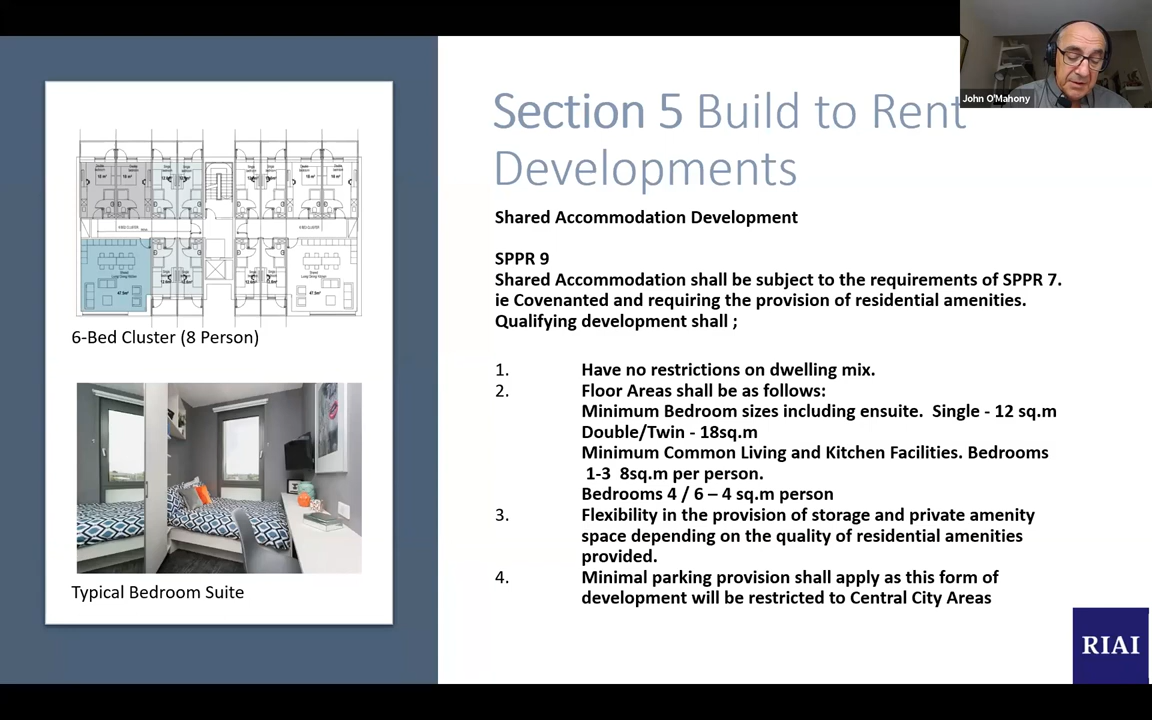 John O'Mahony
Section 5 Build to Rent
Developments
Shared Accommodation Development
SPPR 9
Shared Accommodation shall be subject to the requirements of SPPR 7.
ie Covenanted and requiring the provision of residential amenities.
Qualifying development shall ;
1. Have no restrictions on dwelling mix.
2. Floor Areas shall be as follows:
Minimum Bedroom sizes including ensuite. Single - 12 sq.m
Double/Twin - 18sq.m
Minimum Common Living and Kitchen Facilities. Bedrooms
1-3 8sq.m per person.
Bedrooms 4 / 6 – 4 sq.m person
3. Flexibility in the provision of storage and private amenity
space depending on the quality of residential amenities
provided.
4. Minimal parking provision shall apply as this form of
development will be restricted to Central City Areas
6-Bed Cluster (8 Person)
Typical Bedroom Suite
RIAI